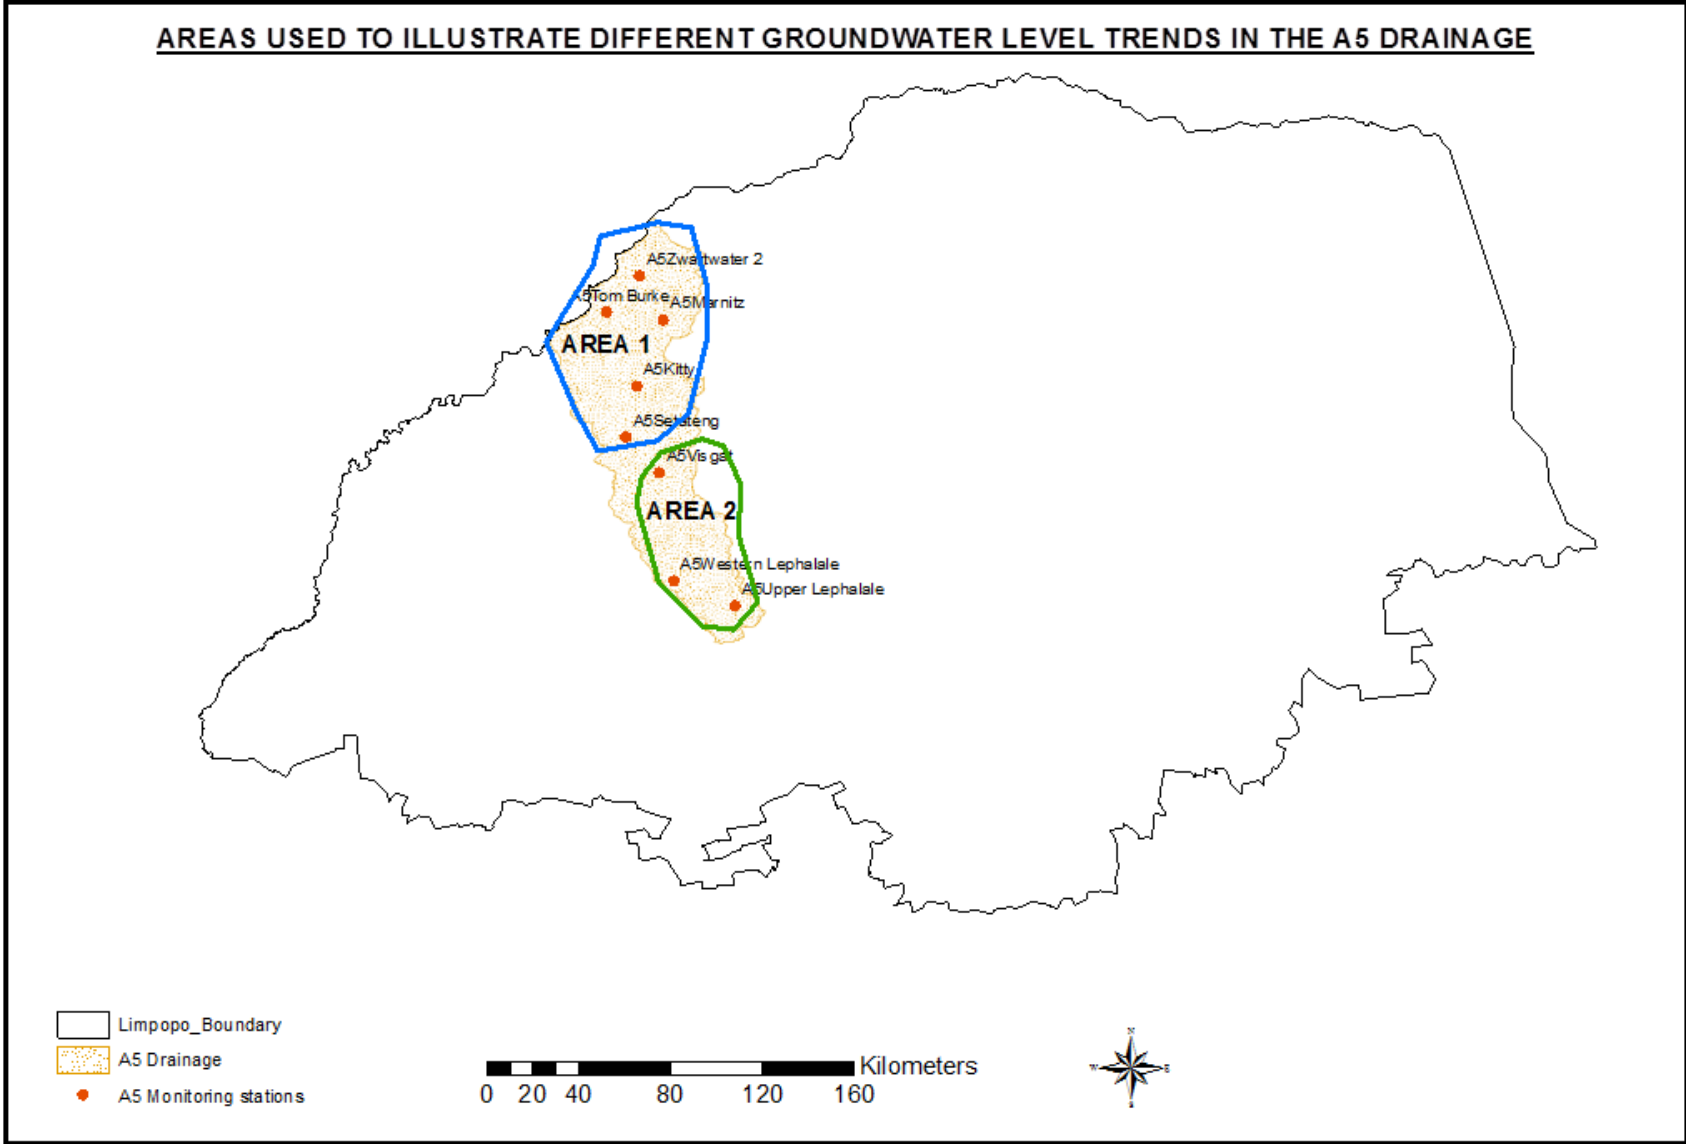 AREAS USED TO ILLUSTRATE DIFFERENT GROUNDWATER LEVEL TRENDS IN THE A5 DRAINAGE
A5Zwartwater 2
A5Tom Burke
A5Marnitz
AREA 1
A5Kitty
A5Seteteng
A5Visgat
AREA 2
A5Western Lephalale
A5Upper Lephalale
Limpopo_Boundary
A5 Drainage
A5 Monitoring stations
Kilometers
0 20 40 80 120 160
N
W E
S